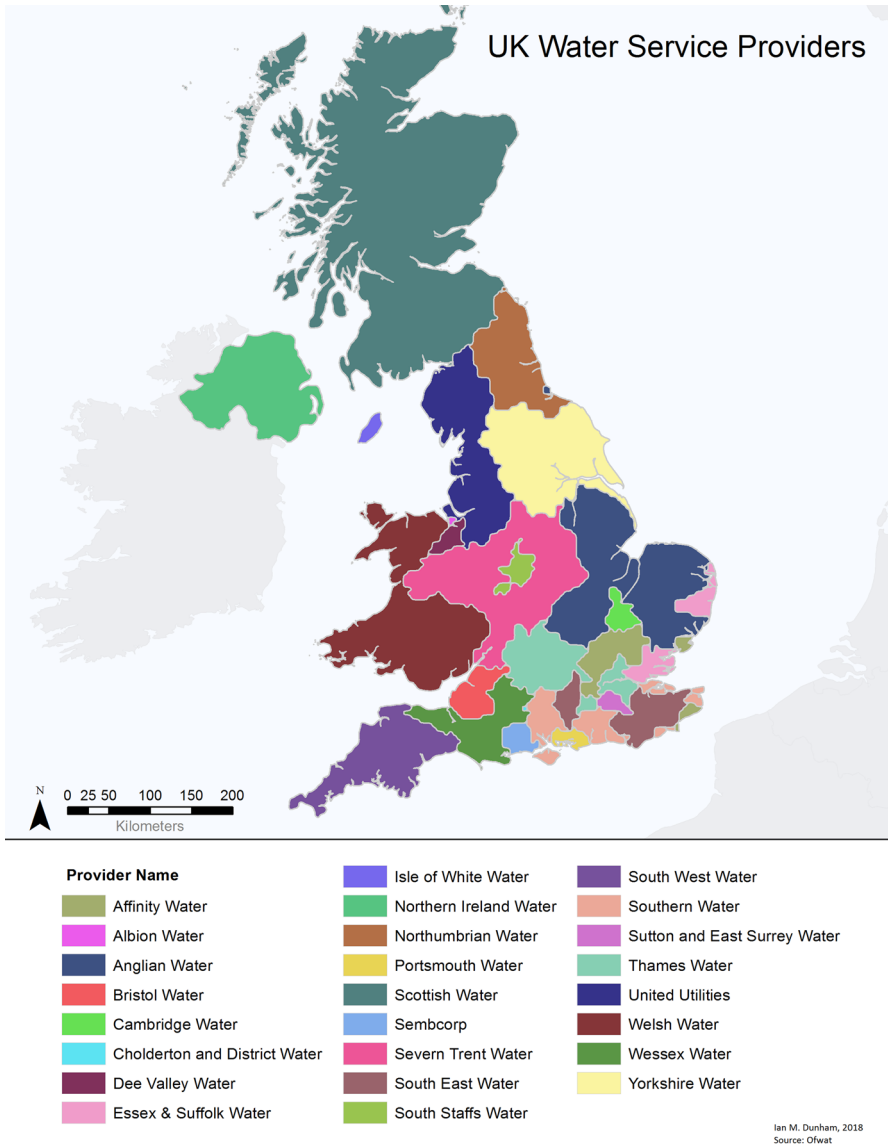 UK Water Service Providers
N
0 25 50 100 150 200
Kilometers
Provider Name
Affinity Water
Albion Water
Anglian Water
Bristol Water
Cambridge Water
Cholderton and District Water
Dee Valley Water
Essex & Suffolk Water
Isle of White Water
Northern Ireland Water
Northumbrian Water
Portsmouth Water
Scottish Water
Sembcorp
Severn Trent Water
South East Water
South Staffs Water
South West Water
Southern Water
Sutton and East Surrey Water
Thames Water
United Utilities
Welsh Water
Wessex Water
Yorkshire Water
Ian M. Dunham, 2018
Source: Ofwat